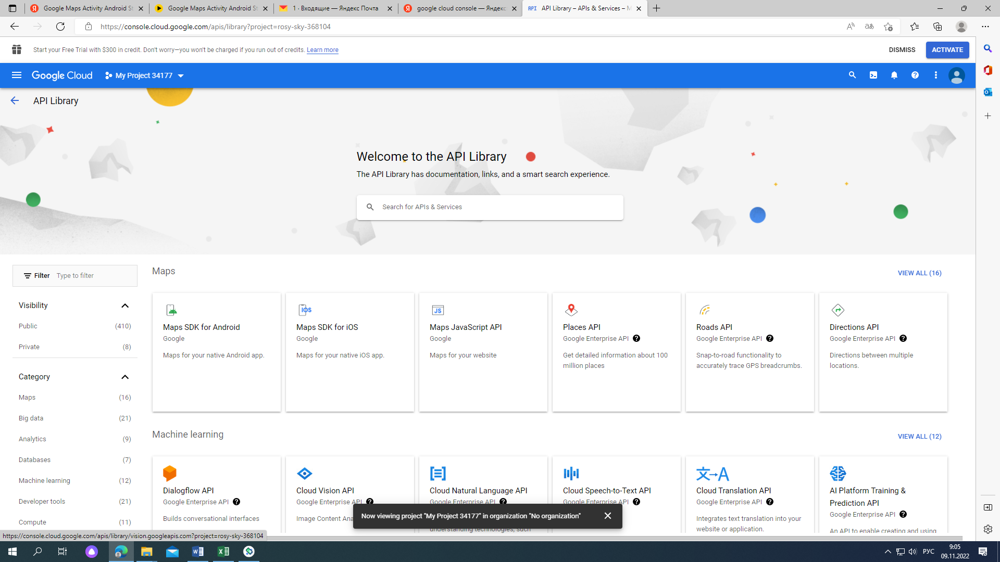 Google Maps Activity Android St
Google Maps Activity Android St
1 · Входящие — Яндекс Почта
google cloud console — Яндекс
API Library – APIs & Services – M
https://console.cloud.google.com/apis/library?project=rosy-sky-368104
Start your Free Trial with $300 in credit. Don't worry—you won't be charged if you run out of credits. Learn more
DISMISS
ACTIVATE
Google Cloud
My Project 34177
API Library
Welcome to the API Library
The API Library has documentation, links, and a smart search experience.
Search for APIs & Services
Filter Type to filter
Visibility
Public (410)
Private (8)
Category
Maps (16)
Big data (21)
Analytics (9)
Databases (7)
Machine learning (12)
Developer tools (21)
Compute (11)
Maps
VIEW ALL (16)
Maps SDK for Android
Google
Maps for your native Android app.
iOS
Maps SDK for iOS
Google
Maps for your native iOS app.
JS
Maps JavaScript API
Google
Maps for your website
Places API
Google Enterprise API
Get detailed information about 100
million places
Roads API
Google Enterprise API
Snap-to-road functionality to
accurately trace GPS breadcrumbs.
Directions API
Google Enterprise API
Directions between multiple
locations.
Machine learning
VIEW ALL (12)
Dialogflow API
Google Enterprise API
Builds conversational interfaces
Cloud Vision API
Google Enterprise API
Image Content Ana
Cloud Natural Language API
Google Enterprise API
understanding technologies, such
Cloud Speech-to-Text API
Google Enterprise API
文→A
Cloud Translation API
Google Enterprise API
Integrates text translation into your
website or application.
AI Platform Training &
Prediction API
Google Enterprise API
An API to enable creating and using
Now viewing project "My Project 34177" in organization "No organization"
https://console.cloud.google.com/apis/library/vision.googleapis.com?project=rosy-sky-368104
РУС
9:05
09.11.2022